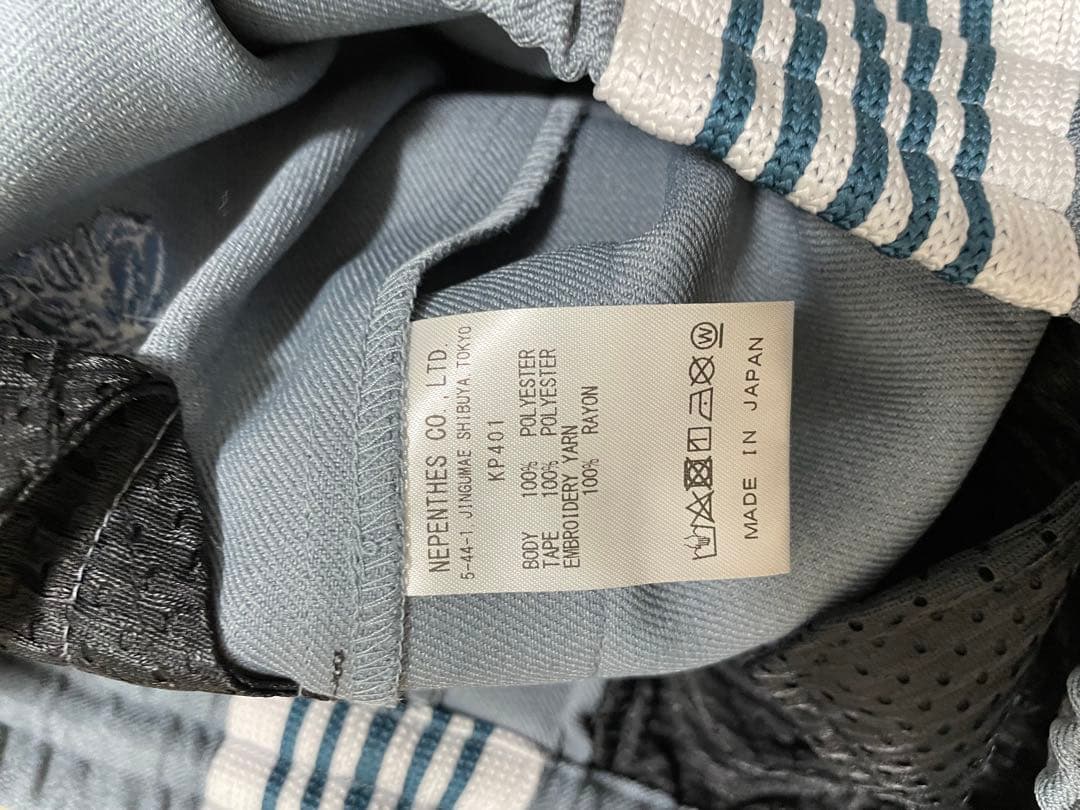 NEPENTHES CO.,LTD.
5-44-1,JINGUMAE SHIBUYA TOKYO
KP401
BODY 100% POLYESTER
TAPE 100% POLYESTER
EMBROIDERY YARN
100% RAYON
MADE IN JAPAN